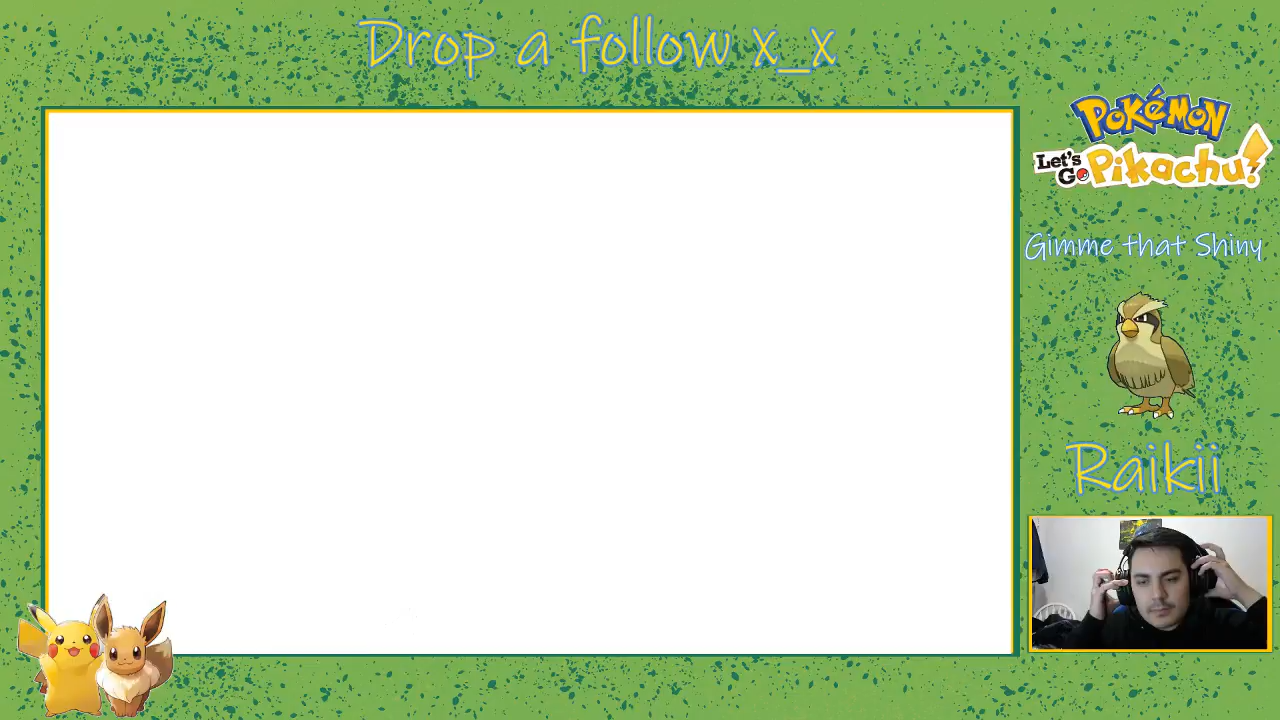 Drop a follow x_x
POKéMON
Let's Go Pikachu!
Gimme that Shiny
Raikii